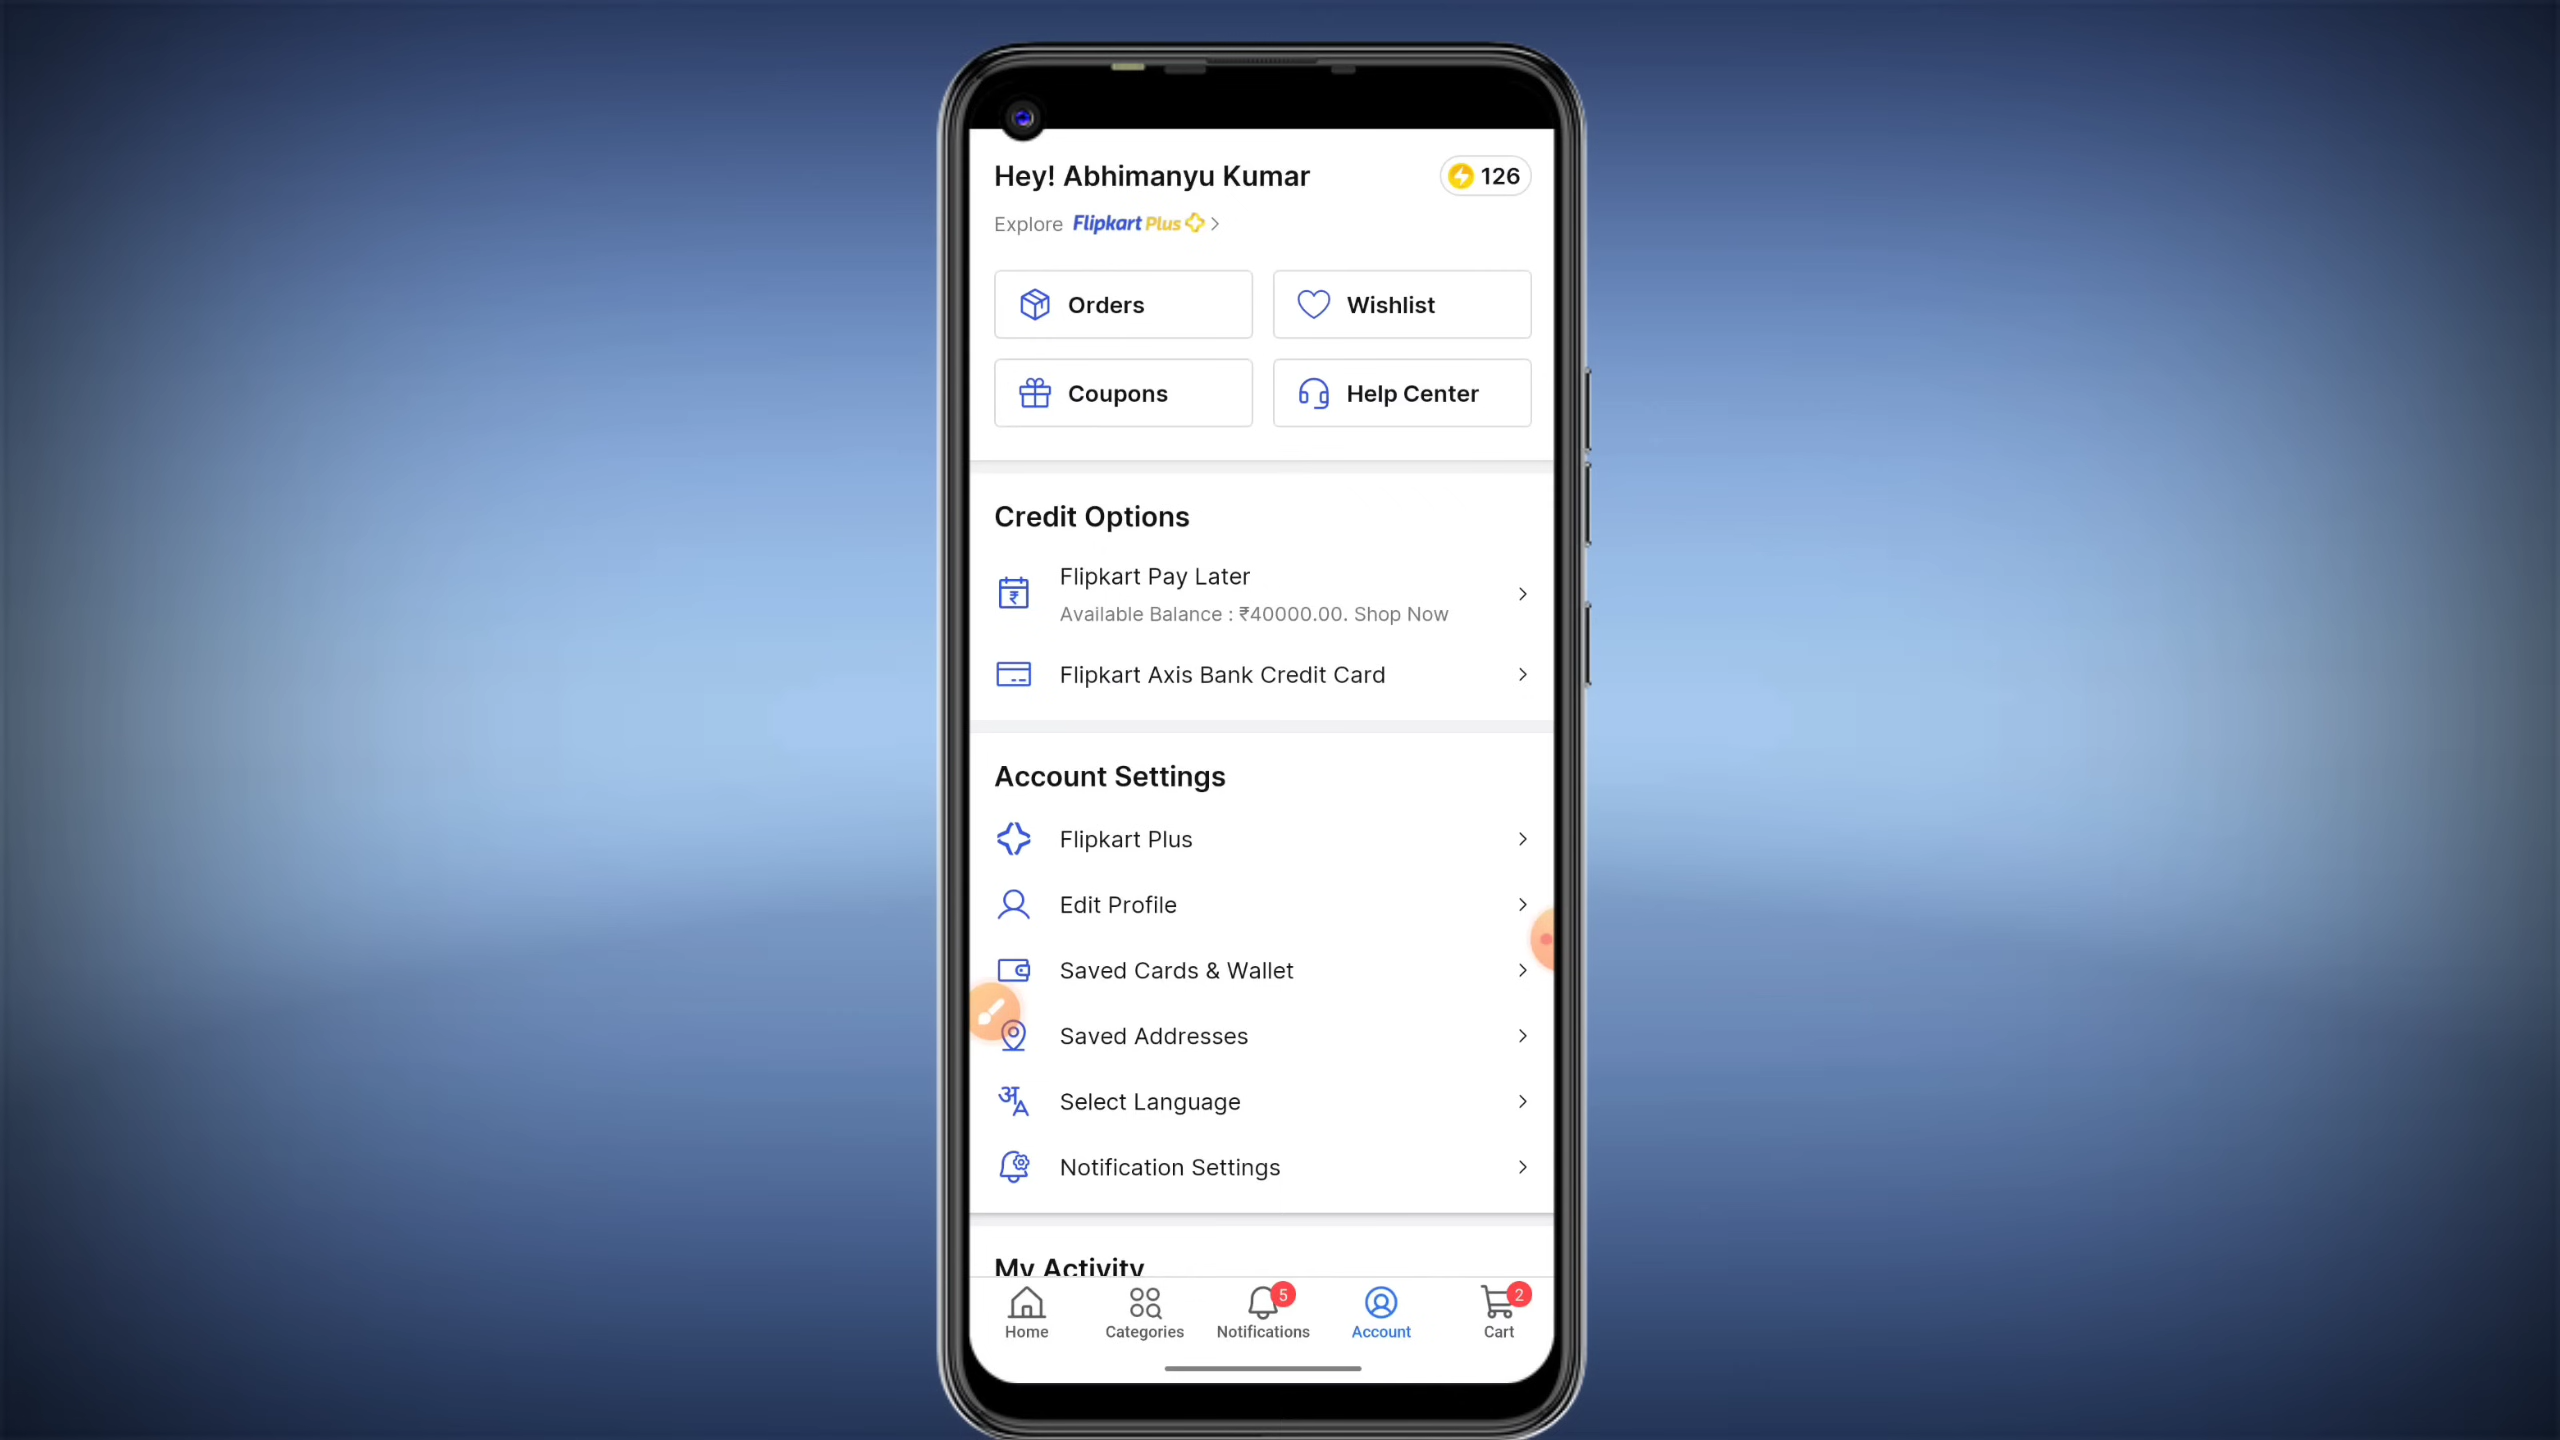 Hey! Abhimanyu Kumar
126
Explore Flipkart Plus
Orders
Wishlist
Coupons
Help Center
Credit Options
Flipkart Pay Later
Available Balance : ₹40000.00. Shop Now
Flipkart Axis Bank Credit Card
Account Settings
Flipkart Plus
Edit Profile
Saved Cards & Wallet
Saved Addresses
Select Language
Notification Settings
My Activity
5
2
Home
Categories
Notifications
Account
Cart